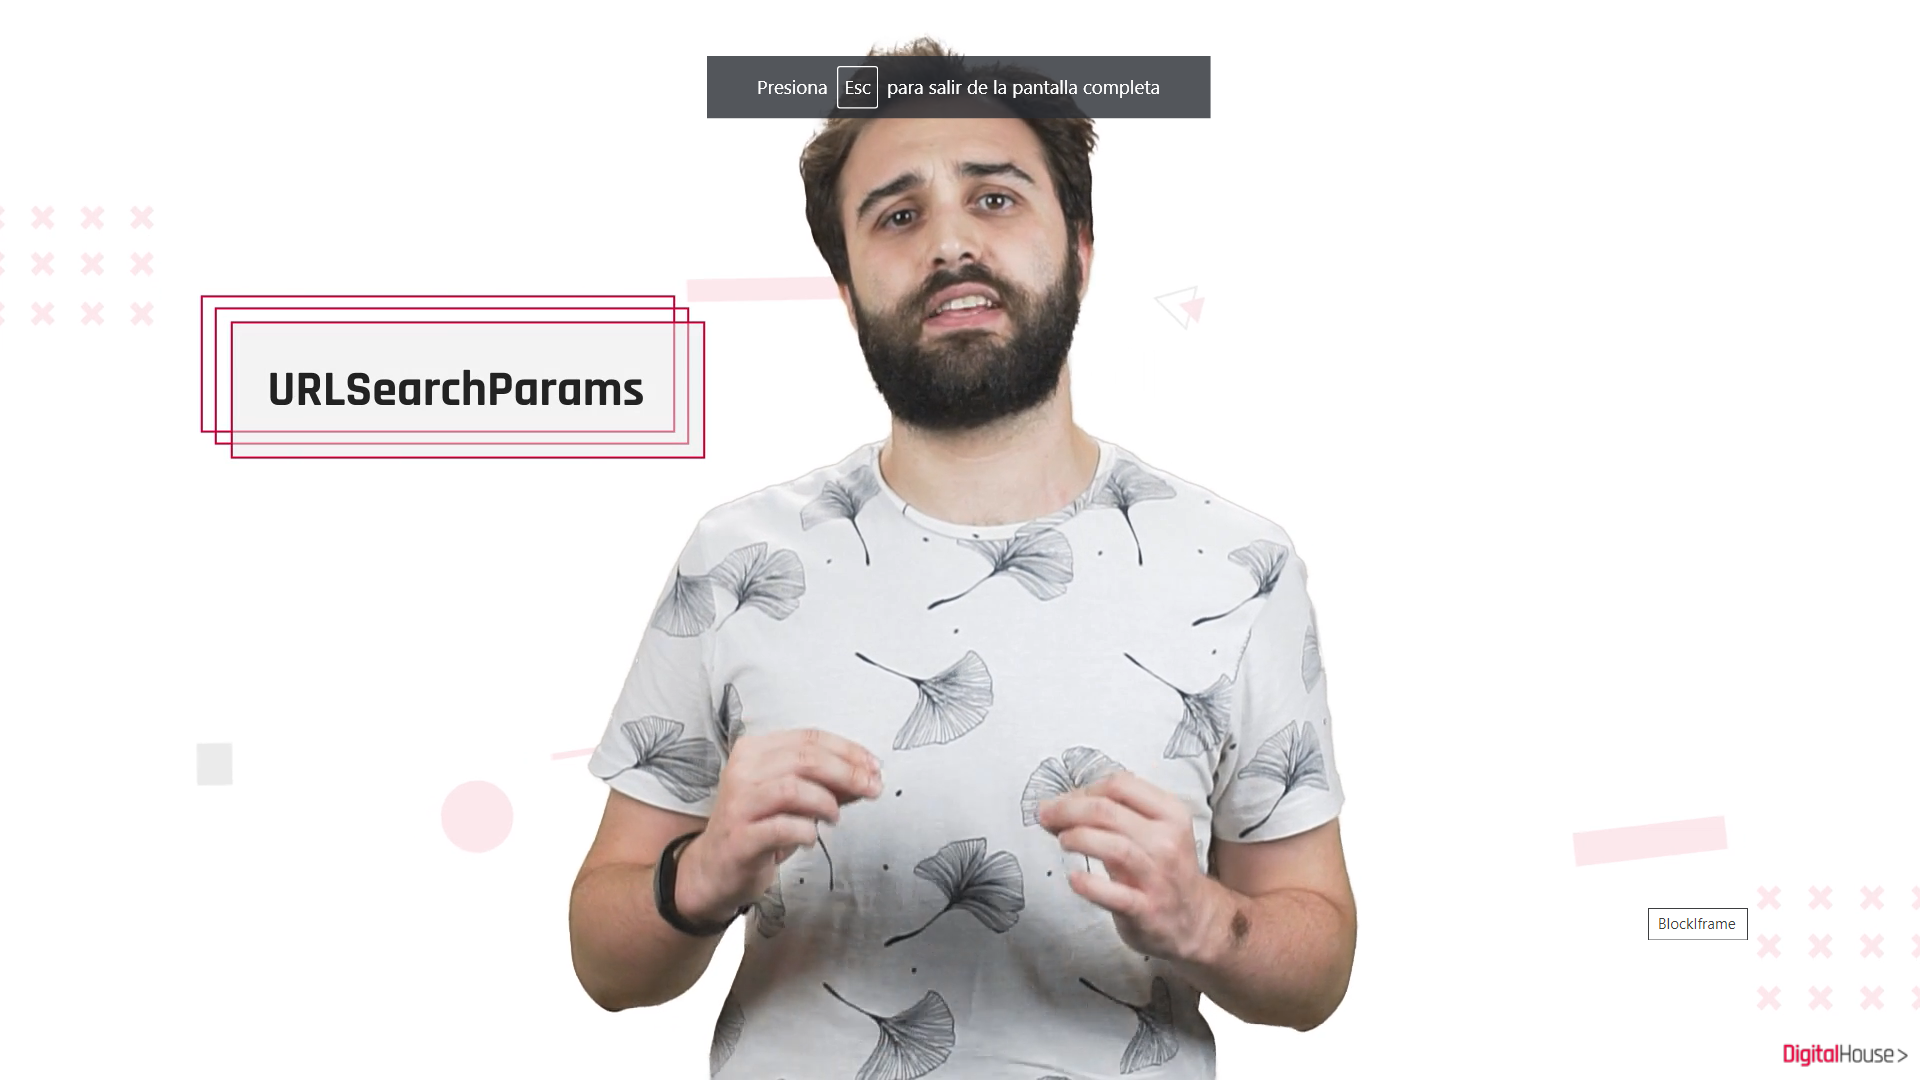 Presiona Esc para salir de la pantalla completa
URLSearchParams
BlockIframe
DigitalHouse>